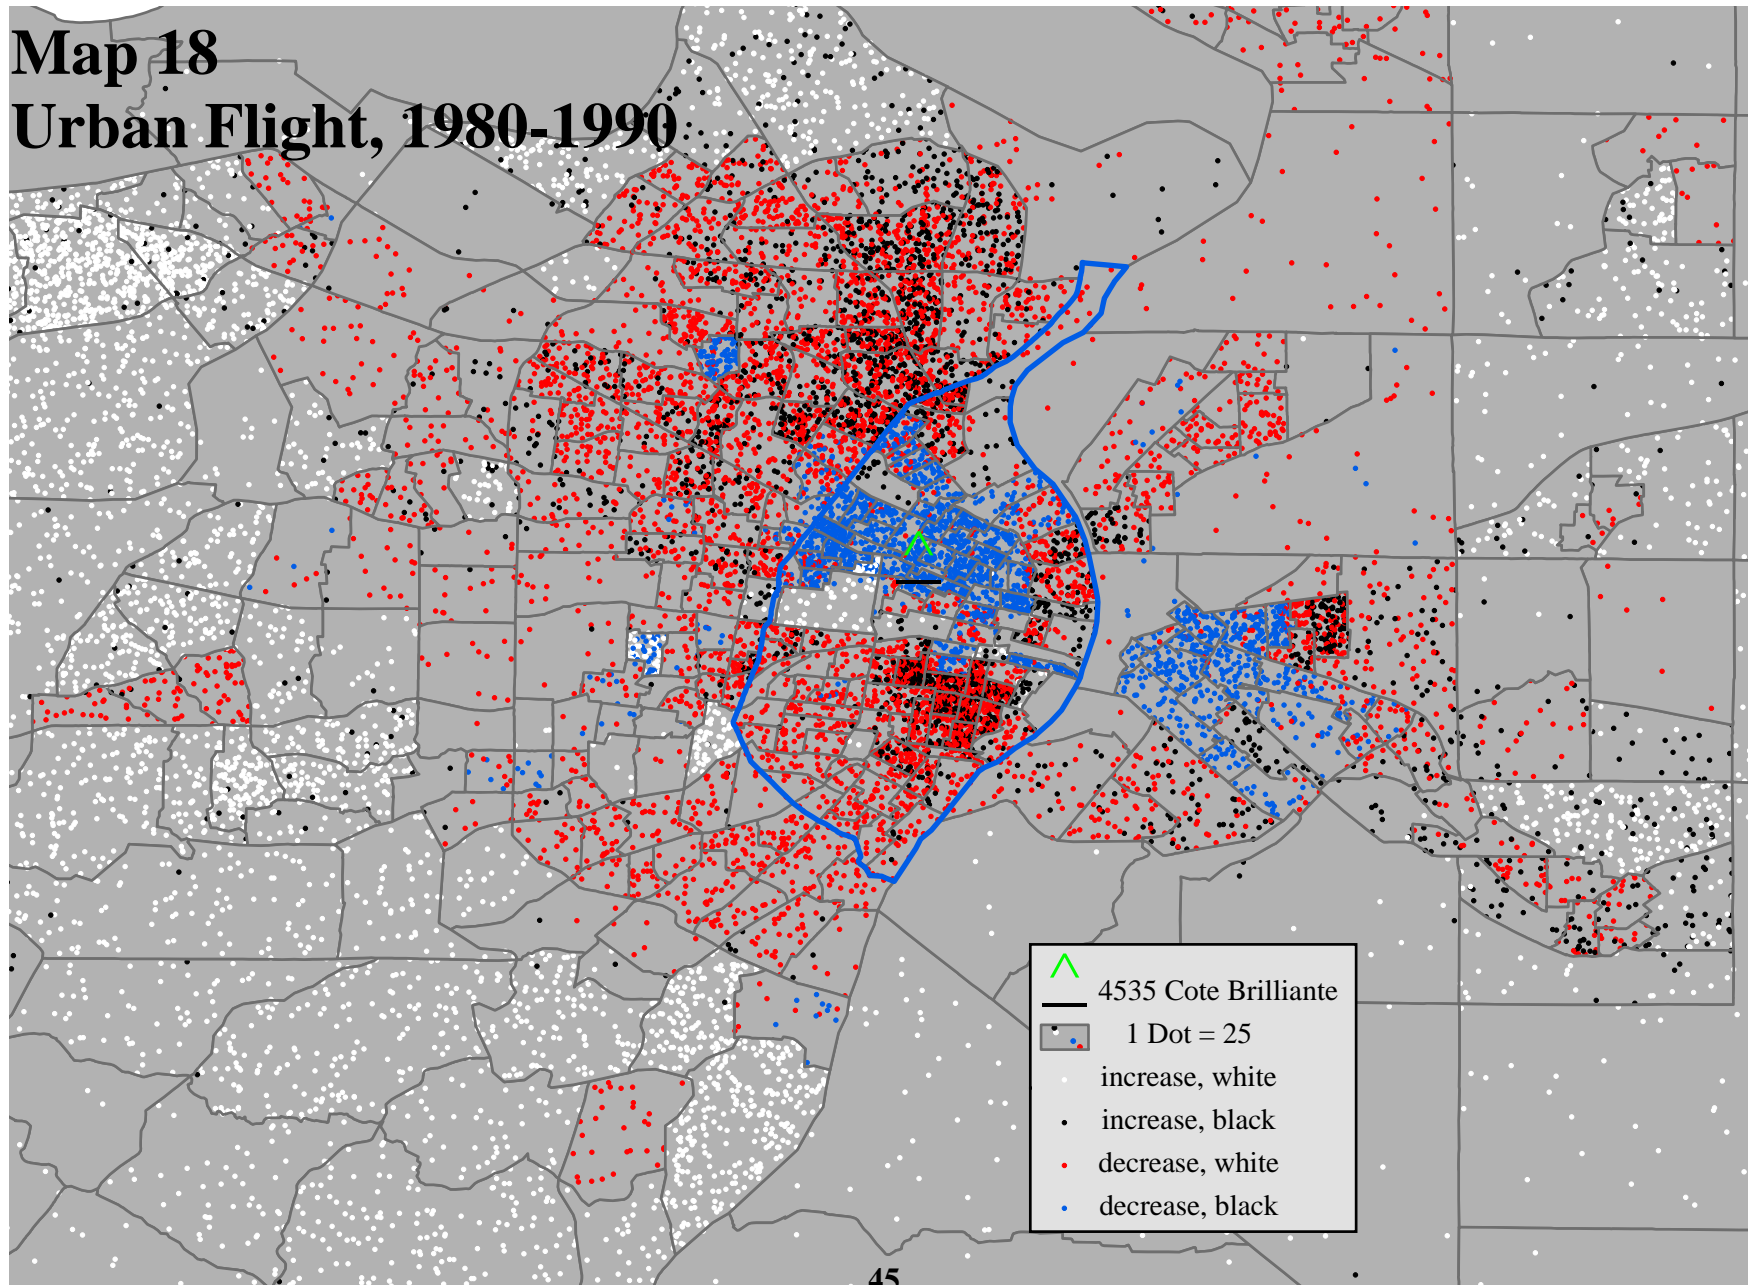 Map 18
Urban Flight, 1980-1990
4535 Cote Brilliante
1 Dot = 25
increase, white
increase, black
decrease, white
decrease, black
45